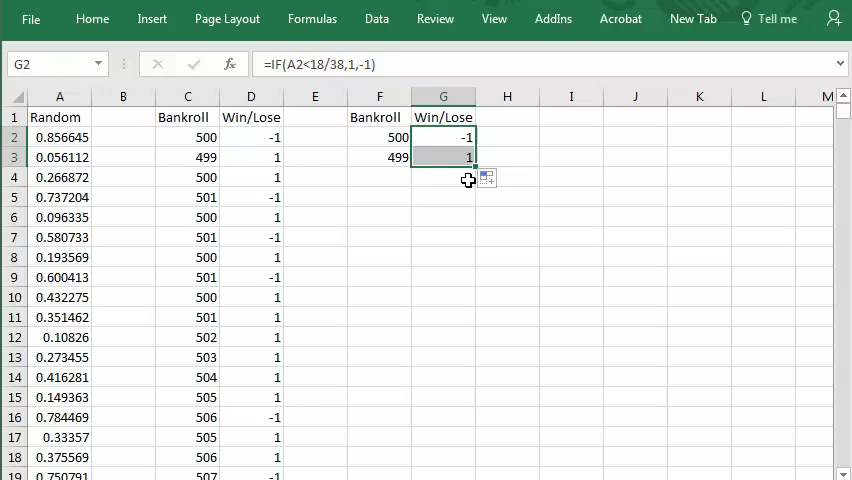 File Home Insert Page Layout Formulas Data Review View AddIns Acrobat New Tab Tell me
G2 fx =IF(A2<18/38,1,-1)
A B C D E F G H I J K L M
1 Random Bankroll Win/Lose Bankroll Win/Lose
2 0.856645 500 -1 500 -1
3 0.056112 499 1 499 1
4 0.266872 500 1
5 0.737204 501 -1
6 0.096335 500 1
7 0.580733 501 -1
8 0.193569 500 1
9 0.600413 501 -1
10 0.432275 500 1
11 0.351462 501 1
12 0.10826 502 1
13 0.273455 503 1
14 0.416281 504 1
15 0.149363 505 1
16 0.784469 506 -1
17 0.33357 505 1
18 0.375569 506 1
19 0.750791 507 -1